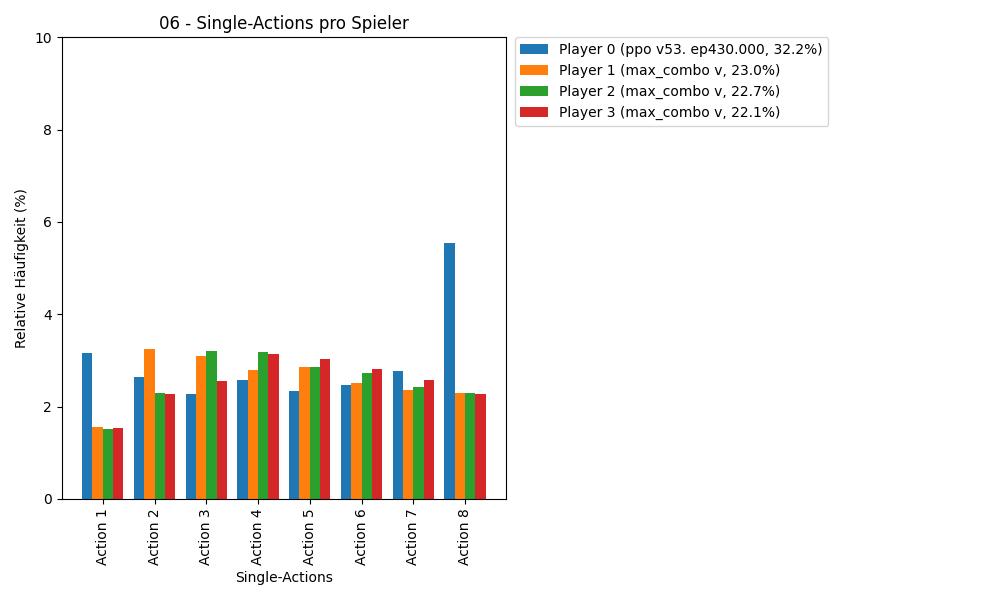 06 - Single-Actions pro Spieler
Player 0 (ppo v53. ep430.000, 32.2%)
Player 1 (max_combo v, 23.0%)
Player 2 (max_combo v, 22.7%)
Player 3 (max_combo v, 22.1%)
Relative Häufigkeit (%)
10
8
6
4
2
0
Action 1
Action 2
Action 3
Action 4
Action 5
Action 6
Action 7
Action 8
Single-Actions